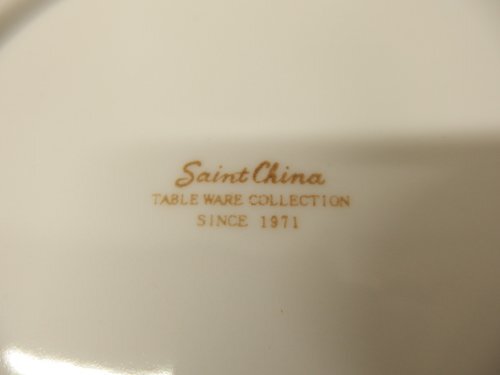 Saint China
TABLE WARE COLLECTION
SINCE 1971